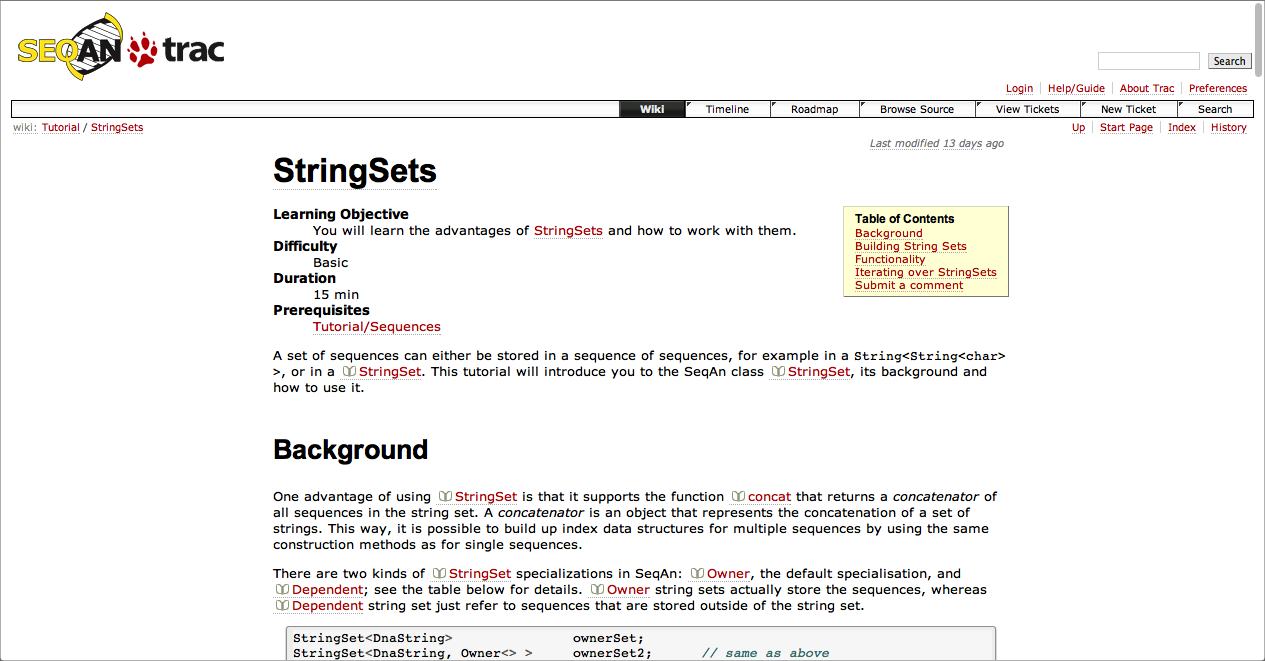 SEQAN trac
Search
Login Help/Guide About Trac Preferences
Wiki Timeline Roadmap Browse Source View Tickets New Ticket Search
wiki: Tutorial / StringSets
Up Start Page Index History
Last modified 13 days ago
StringSets
Learning Objective
You will learn the advantages of StringSets and how to work with them.
Difficulty
Basic
Duration
15 min
Prerequisites
Tutorial/Sequences
Table of Contents
Background
Building String Sets
Functionality
Iterating over StringSets
Submit a comment
A set of sequences can either be stored in a sequence of sequences, for example in a String<String<char>
>, or in a StringSet. This tutorial will introduce you to the SeqAn class StringSet, its background and
how to use it.
Background
One advantage of using StringSet is that it supports the function concat that returns a concatenator of
all sequences in the string set. A concatenator is an object that represents the concatenation of a set of
strings. This way, it is possible to build up index data structures for multiple sequences by using the same
construction methods as for single sequences.
There are two kinds of StringSet specializations in SeqAn: Owner, the default specialisation, and
Dependent; see the table below for details. Owner string sets actually store the sequences, whereas
Dependent string set just refer to sequences that are stored outside of the string set.
StringSet<DnaString> ownerSet;
StringSet<DnaString, Owner<> > ownerSet2; // same as above